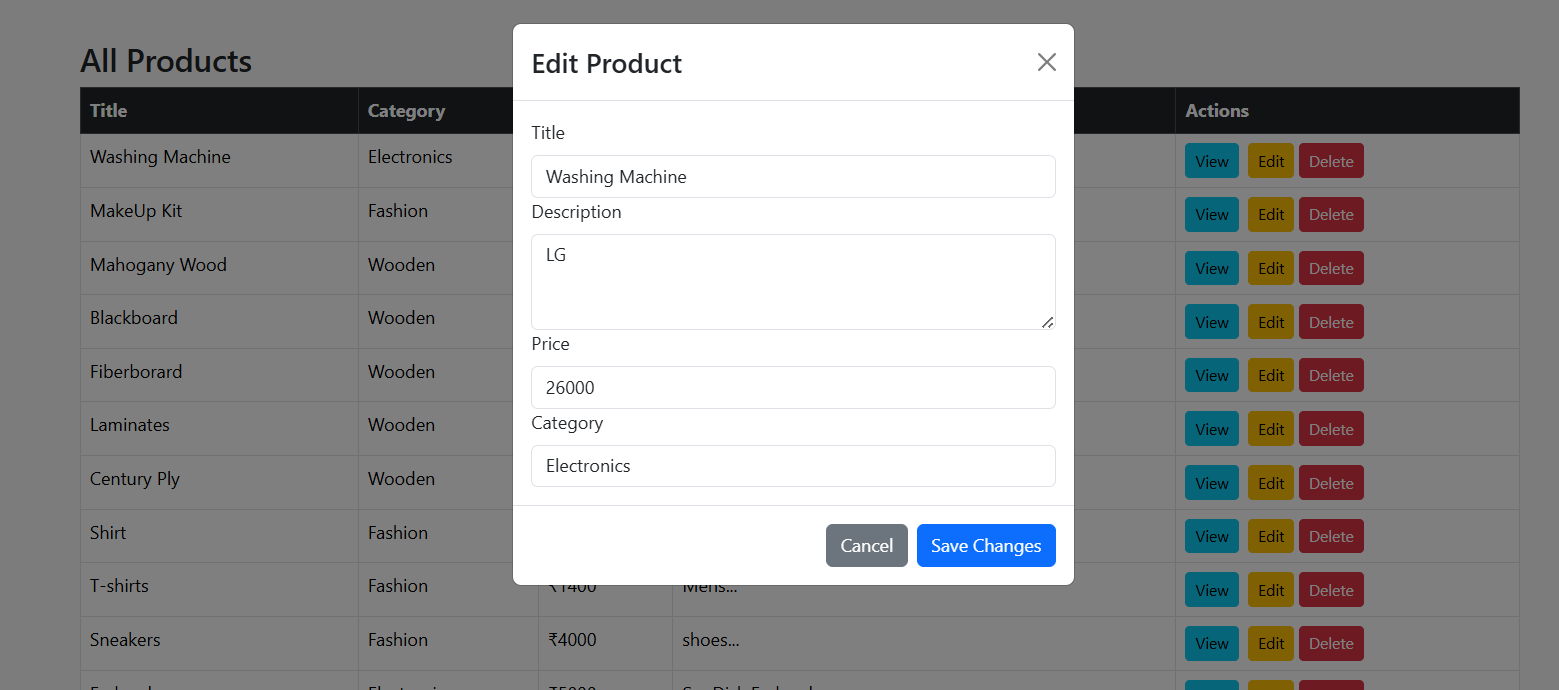 All Products
Title Category Actions
Washing Machine Electronics View Edit Delete
MakeUp Kit Fashion View Edit Delete
Mahogany Wood Wooden View Edit Delete
Blackboard Wooden View Edit Delete
Fiberborard Wooden View Edit Delete
Laminates Wooden View Edit Delete
Century Ply Wooden View Edit Delete
Shirt Fashion View Edit Delete
T-shirts Fashion ₹1400 Mens... View Edit Delete
Sneakers Fashion ₹4000 shoes... View Edit Delete
Edit Product
Title
Washing Machine
Description
LG
Price
26000
Category
Electronics
Cancel Save Changes